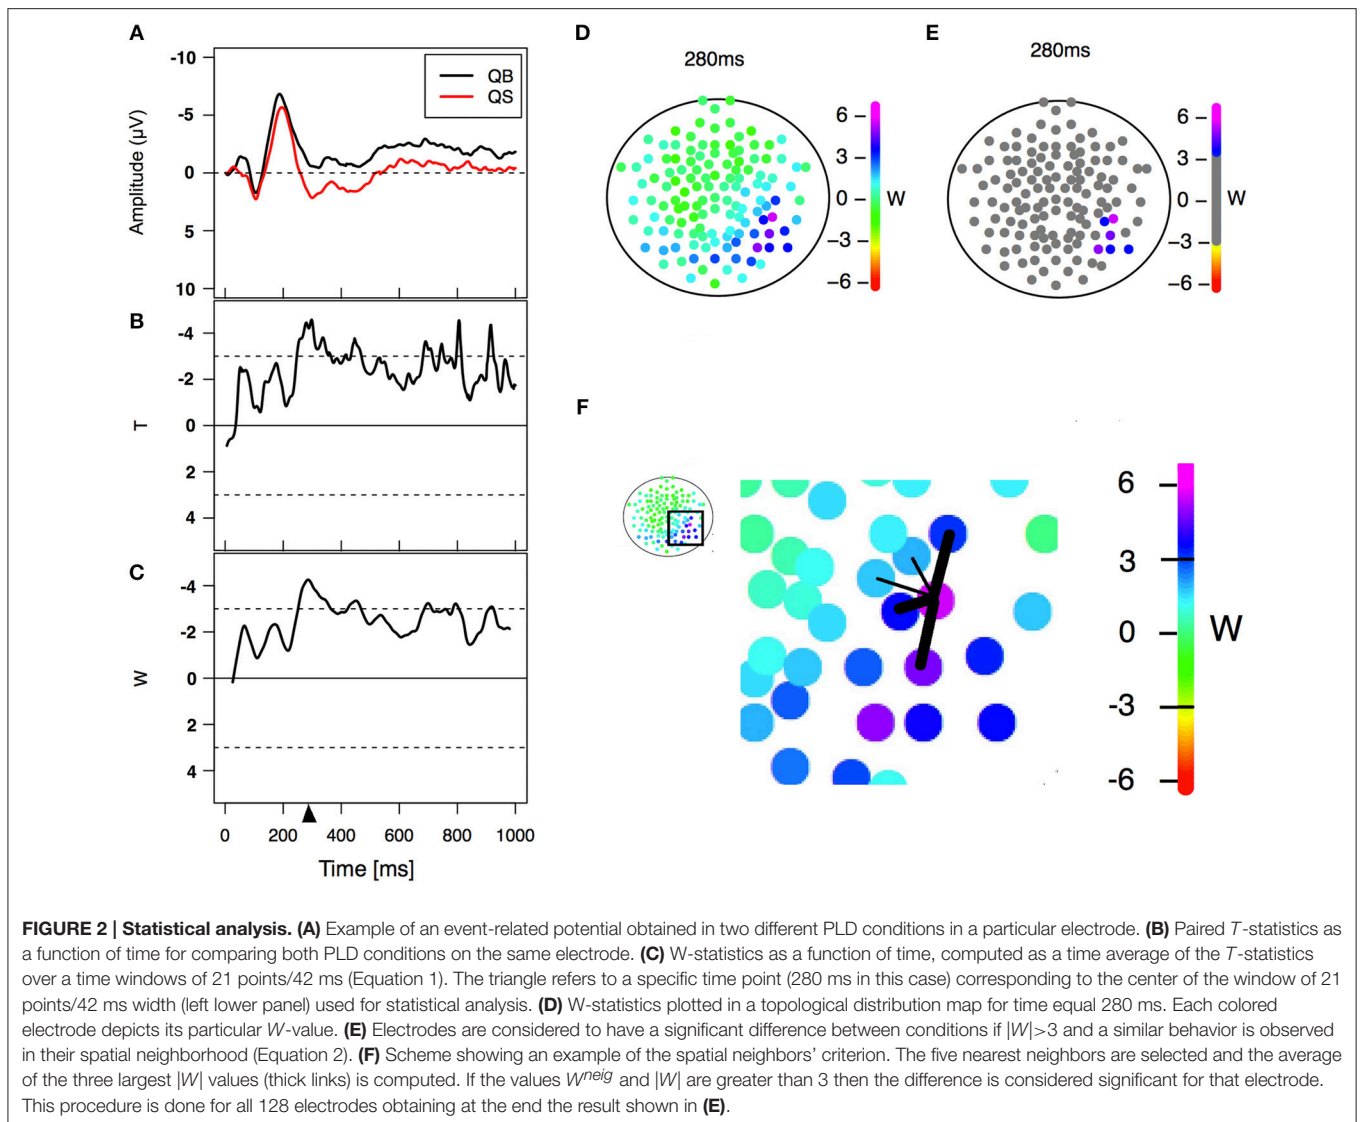 A
-10
-5
0
5
10
Amplitude (µV)
QB
QS
B
-4
-2
0
2
4
T
C
-4
-2
0
2
4
W
0 200 400 600 800 1000
Time [ms]
D
280ms
6
3
0
−3
−6
W
E
280ms
6
3
0
−3
−6
W
F
6
3
0
-3
-6
W
FIGURE 2 | Statistical analysis. (A) Example of an event-related potential obtained in two different PLD conditions in a particular electrode. (B) Paired T-statistics as
a function of time for comparing both PLD conditions on the same electrode. (C) W-statistics as a function of time, computed as a time average of the T-statistics
over a time windows of 21 points/42 ms (Equation 1). The triangle refers to a specific time point (280 ms in this case) corresponding to the center of the window of 21
points/42 ms width (left lower panel) used for statistical analysis. (D) W-statistics plotted in a topological distribution map for time equal 280 ms. Each colored
electrode depicts its particular W-value. (E) Electrodes are considered to have a significant difference between conditions if |W|>3 and a similar behavior is observed
in their spatial neighborhood (Equation 2). (F) Scheme showing an example of the spatial neighbors' criterion. The five nearest neighbors are selected and the average
of the three largest |W| values (thick links) is computed. If the values W^neig and |W| are greater than 3 then the difference is considered significant for that electrode.
This procedure is done for all 128 electrodes obtaining at the end the result shown in (E).